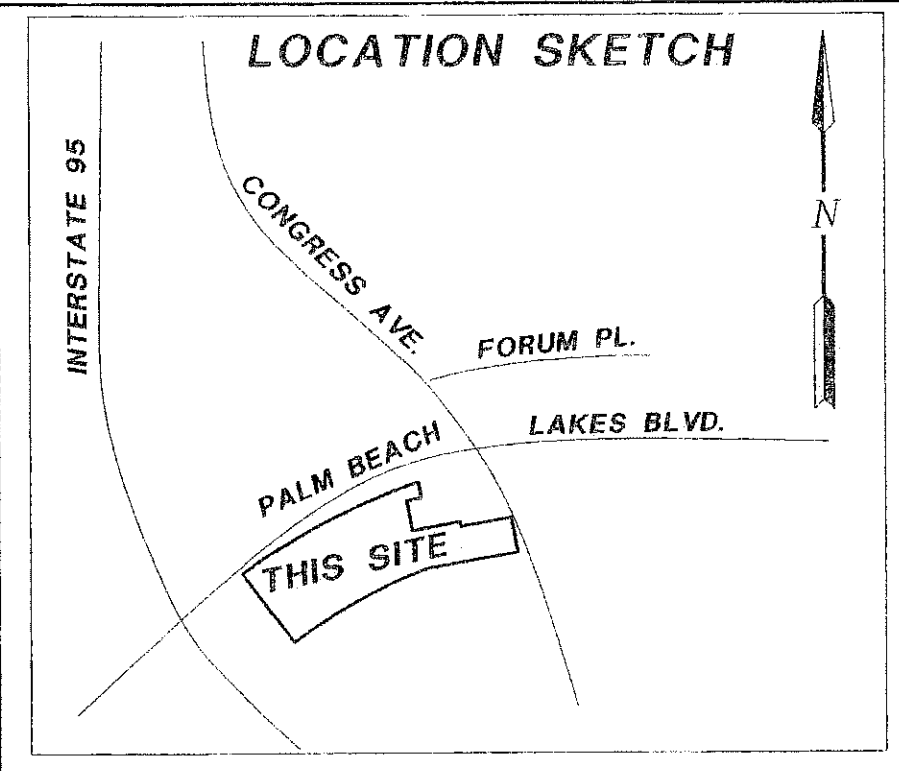 LOCATION SKETCH
INTERSTATE 95
CONGRESS AVE.
N
FORUM PL.
PALM BEACH LAKES BLVD.
THIS SITE